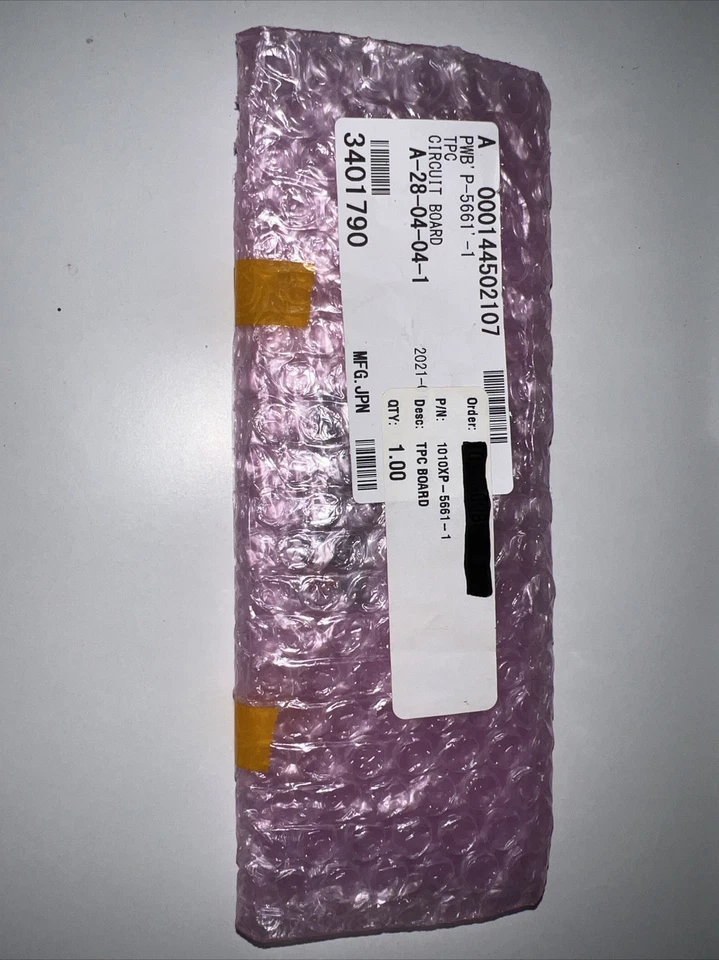 A 000144502107
PWB' P-5661'-1
TPC
CIRCUIT BOARD
A-28-04-04-1
2021-
3401790
MFG.JPN
Order:
P/N: 1010XP-5661-1
Desc: TPC BOARD
QTY: 1.00